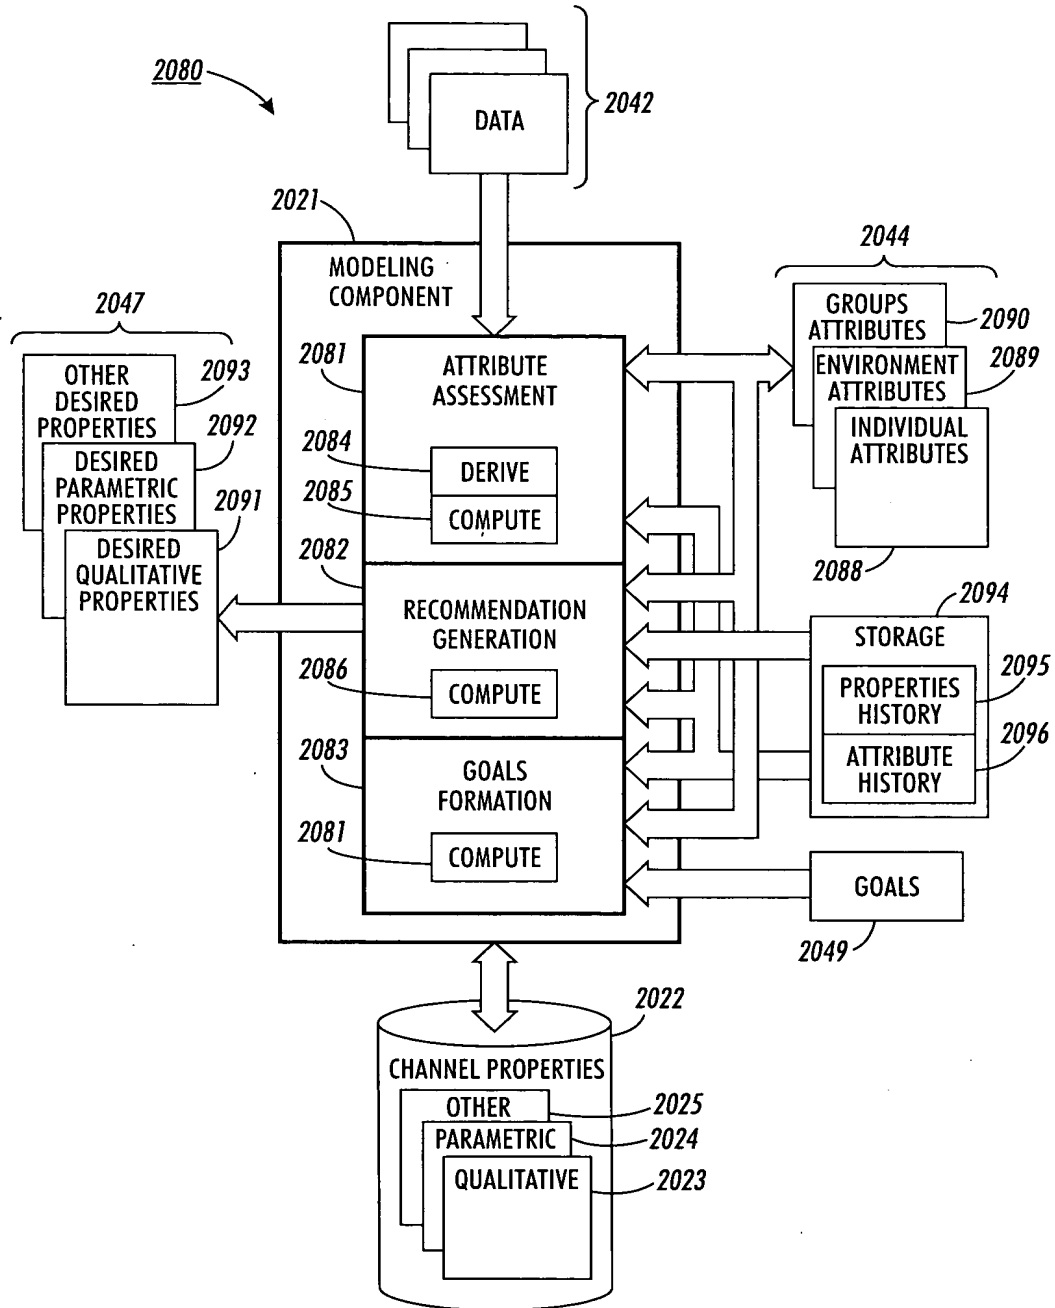 2080
DATA
2042
2021
MODELING
COMPONENT
2044
GROUPS
ATTRIBUTES
2090
ENVIRONMENT
ATTRIBUTES
2089
INDIVIDUAL
ATTRIBUTES
2088
2047
OTHER
DESIRED
PROPERTIES
2093
DESIRED
PARAMETRIC
PROPERTIES
2092
DESIRED
QUALITATIVE
PROPERTIES
2091
2081
ATTRIBUTE
ASSESSMENT
2084
DERIVE
2085
COMPUTE
2082
RECOMMENDATION
GENERATION
2086
COMPUTE
2083
GOALS
FORMATION
2081
COMPUTE
2094
STORAGE
2095
PROPERTIES
HISTORY
2096
ATTRIBUTE
HISTORY
GOALS
2049
2022
CHANNEL PROPERTIES
OTHER
2025
PARAMETRIC
2024
QUALITATIVE
2023